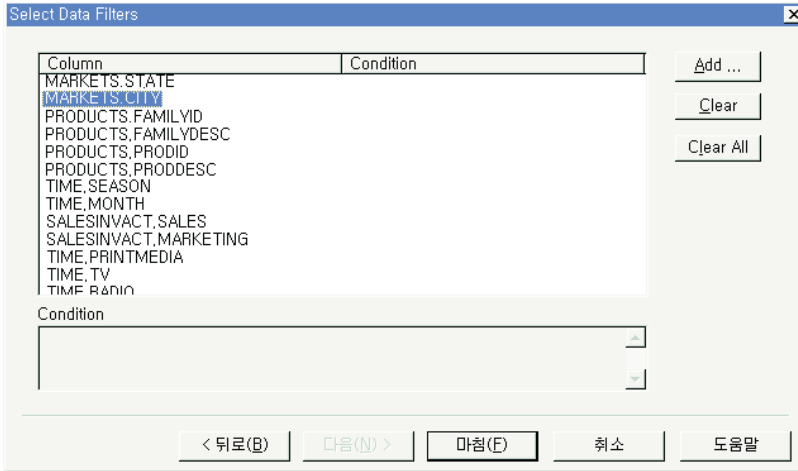 Select Data Filters
Column Condition
MARKETS.STATE
MARKETS.CITY
PRODUCTS.FAMILYID
PRODUCTS,FAMILYDESC
PRODUCTS,PRODID
PRODUCTS,PRODDESC
TIME,SEASON
TIME,MONTH
SALESINVACT,SALES
SALESINVACT,MARKETING
TIME,PRINTMEDIA
TIME,TV
TIME,RADIO
Add ...
Clear
Clear All
Condition
< 뒤로(B) 다음(N) > 마침(F) 취소 도움말